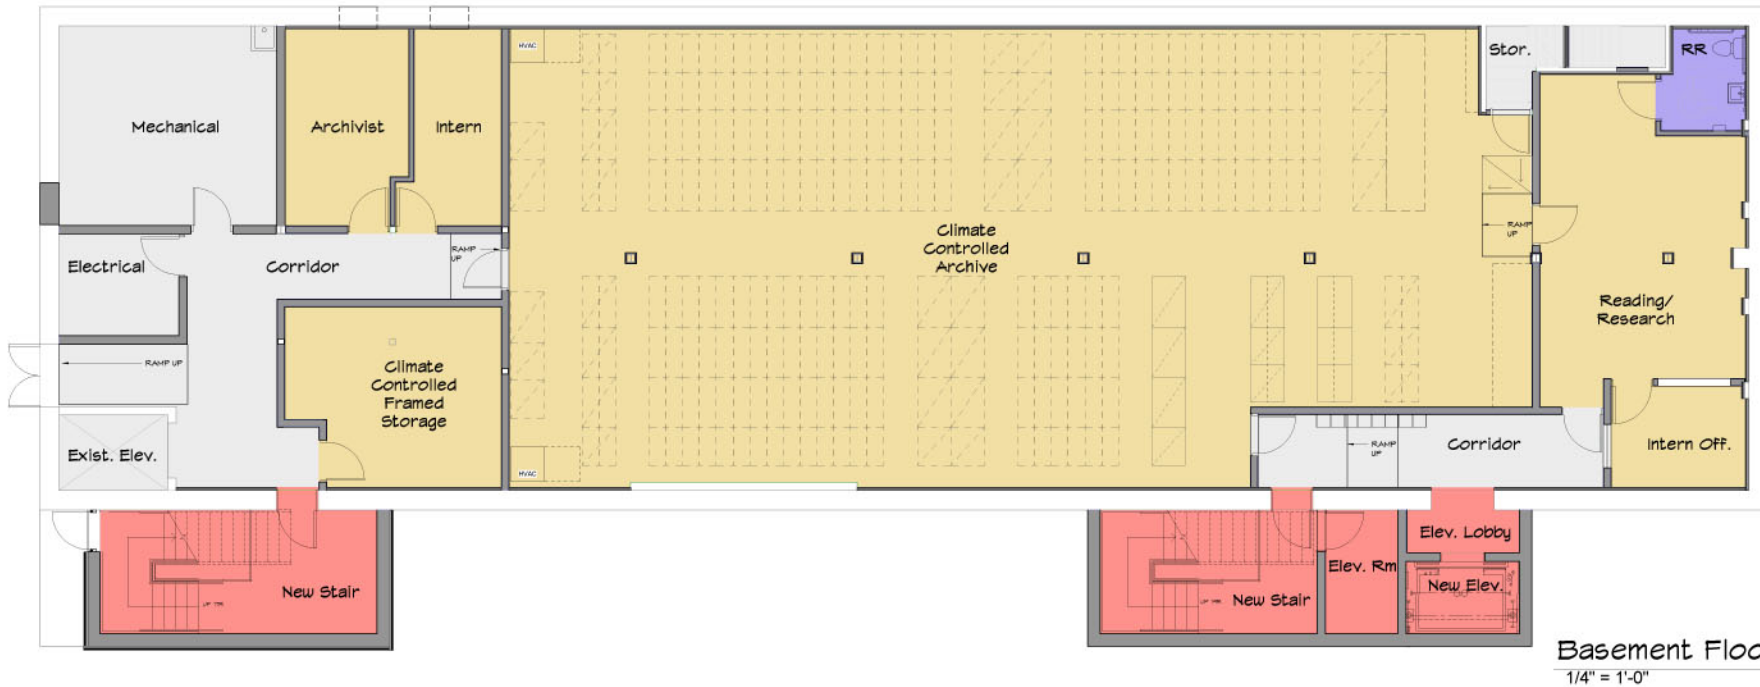 HVAC
Stor.
RR
Mechanical
Archivist
Intern
Electrical
Corridor
RAMP
UP
Climate
Controlled
Archive
RAMP
UP
Reading/
Research
RAMP UP
Climate
Controlled
Framed
Storage
Exist. Elev.
HVAC
RAMP
UP
Corridor
Intern Off.
New Stair
Elev. Lobby
Elev. Rm
New Elev.
New Stair
Basement Floo
1/4" = 1'-0"